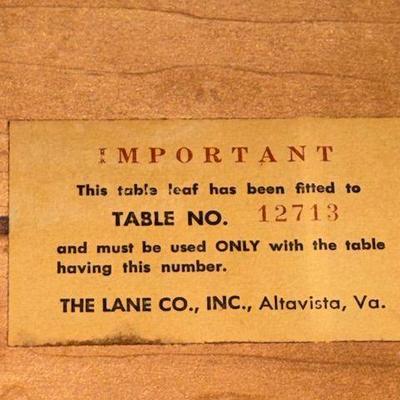 IMPORTANT
This table leaf has been fitted to
TABLE NO. 12713
and must be used ONLY with the table
having this number.
THE LANE CO., INC., Altavista, Va.